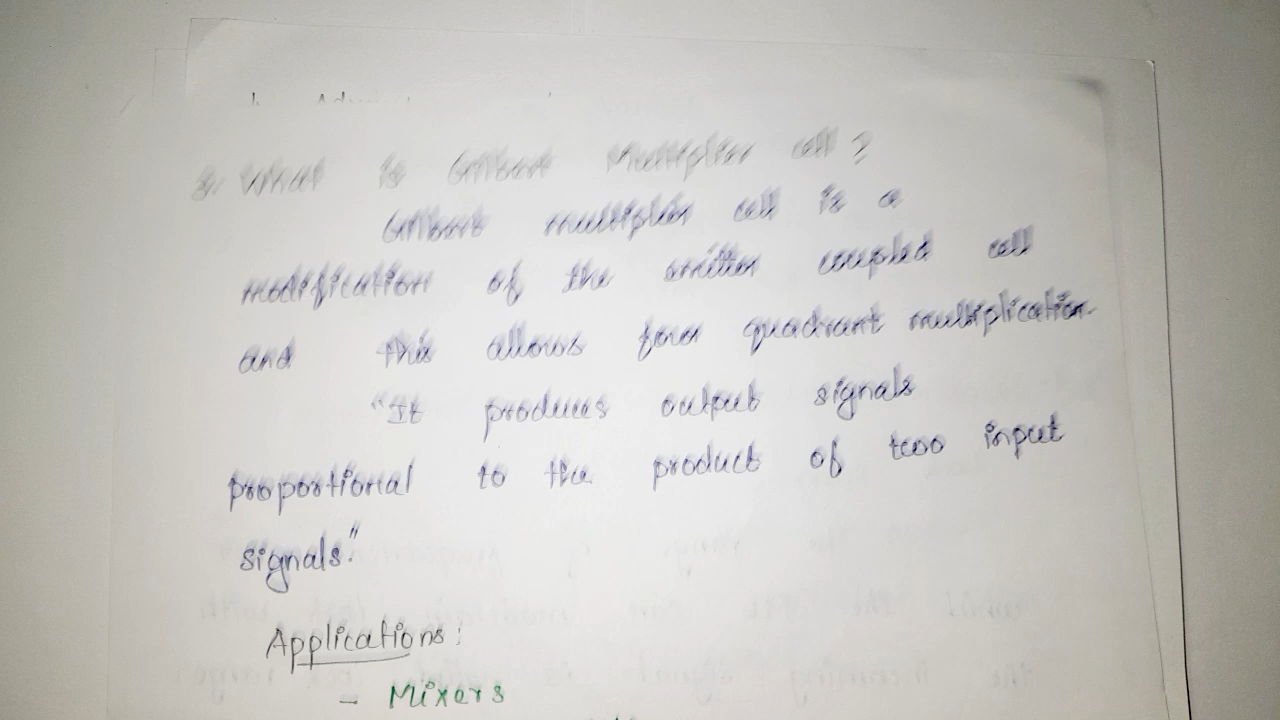 What is Gilbert Multiplier cell?
Gilbert multiplier cell is a
modification of the emitter coupled cell
and this allows four quadrant multiplication
"It produces output signals
proportional to the product of two input
signals."
Applications:
- Mixers